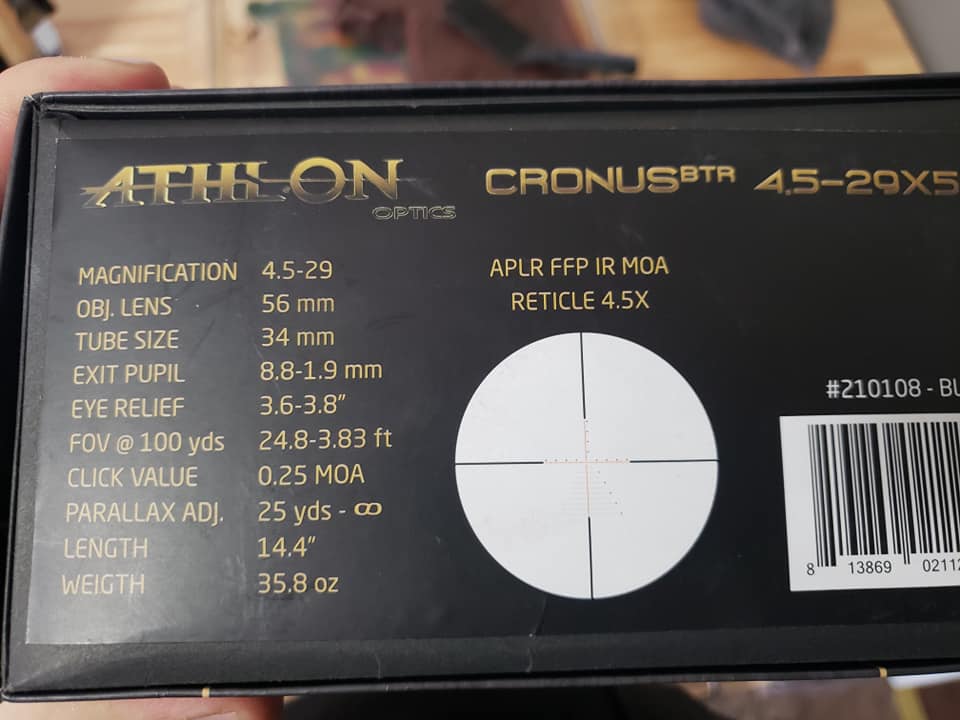 ATHLON
OPTICS
CRONUS BTR 4.5-29X5
MAGNIFICATION 4.5-29
OBJ. LENS 56 mm
TUBE SIZE 34 mm
EXIT PUPIL 8.8-1.9 mm
EYE RELIEF 3.6-3.8"
FOV @ 100 yds 24.8-3.83 ft
CLICK VALUE 0.25 MOA
PARALLAX ADJ. 25 yds - ∞
LENGTH 14.4"
WEIGTH 35.8 oz
APLR FFP IR MOA
RETICLE 4.5X
#210108 - BL
8 13869 0211